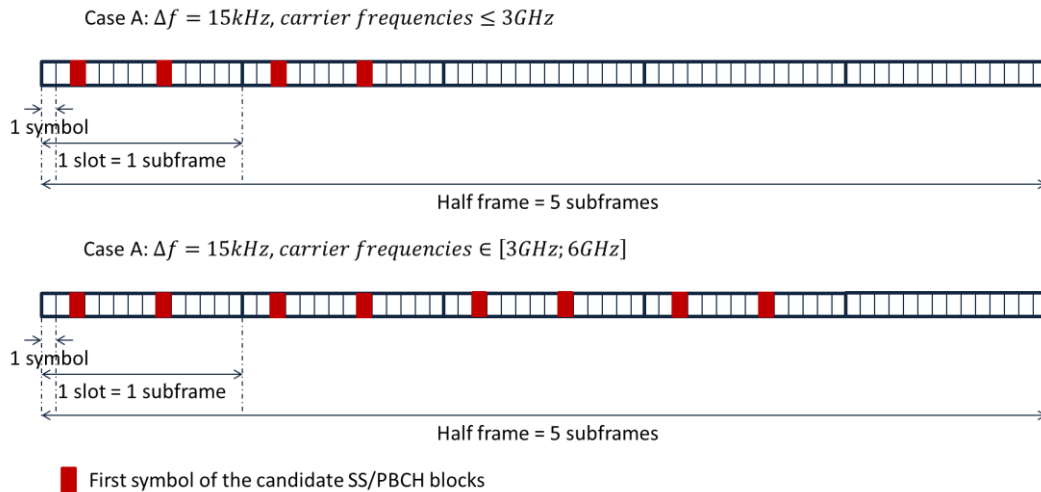 Case A: Δf = 15kHz, carrier frequencies ≤ 3GHz
1 symbol
1 slot = 1 subframe
Half frame = 5 subframes
Case A: Δf = 15kHz, carrier frequencies ∈ [3GHz; 6GHz]
1 symbol
1 slot = 1 subframe
Half frame = 5 subframes
First symbol of the candidate SS/PBCH blocks